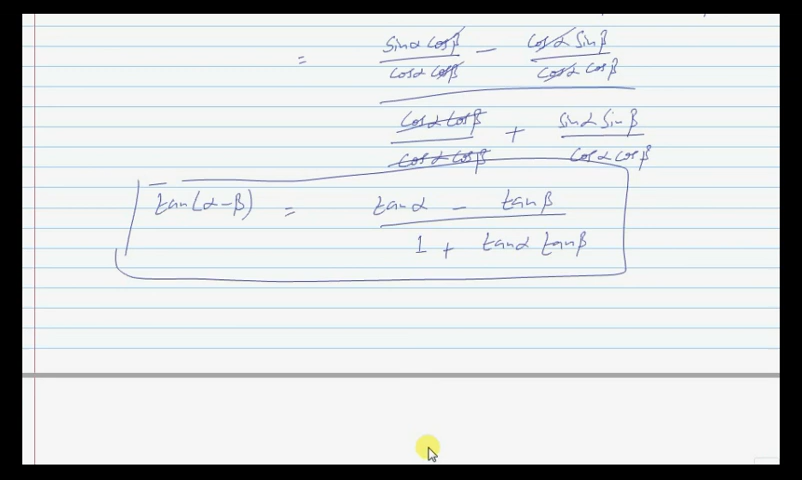 sinα cosβ / cosα cosβ − cosα sinβ / cosα cosβ
=
cosα cosβ / cosα cosβ + sinα sinβ / cosα cosβ
tan(α-β) = tanα − tanβ / 1 + tanα tanβ